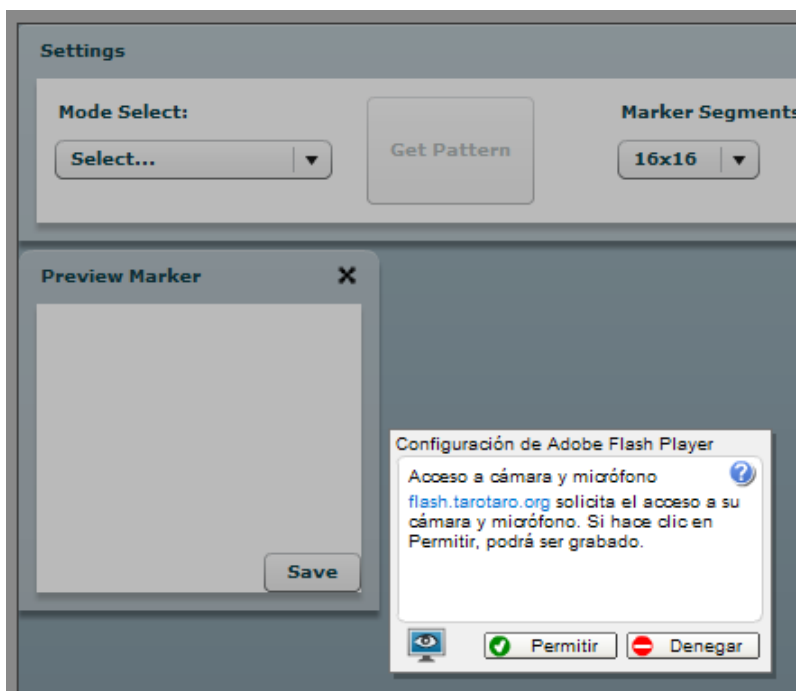 Settings
Mode Select:
Select...
Get Pattern
Marker Segments
16x16
Preview Marker
Save
Configuración de Adobe Flash Player
Acceso a cámara y micrófono
flash.tarotaro.org solicita el acceso a su
cámara y micrófono. Si hace clic en
Permitir, podrá ser grabado.
Permitir
Denegar